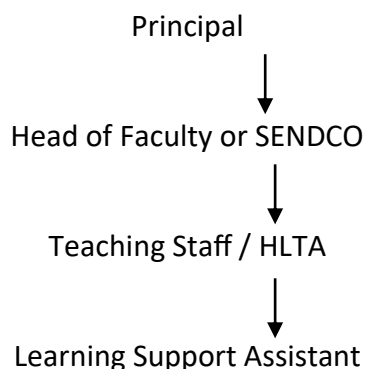 Principal
Head of Faculty or SENDCO
Teaching Staff / HLTA
Learning Support Assistant